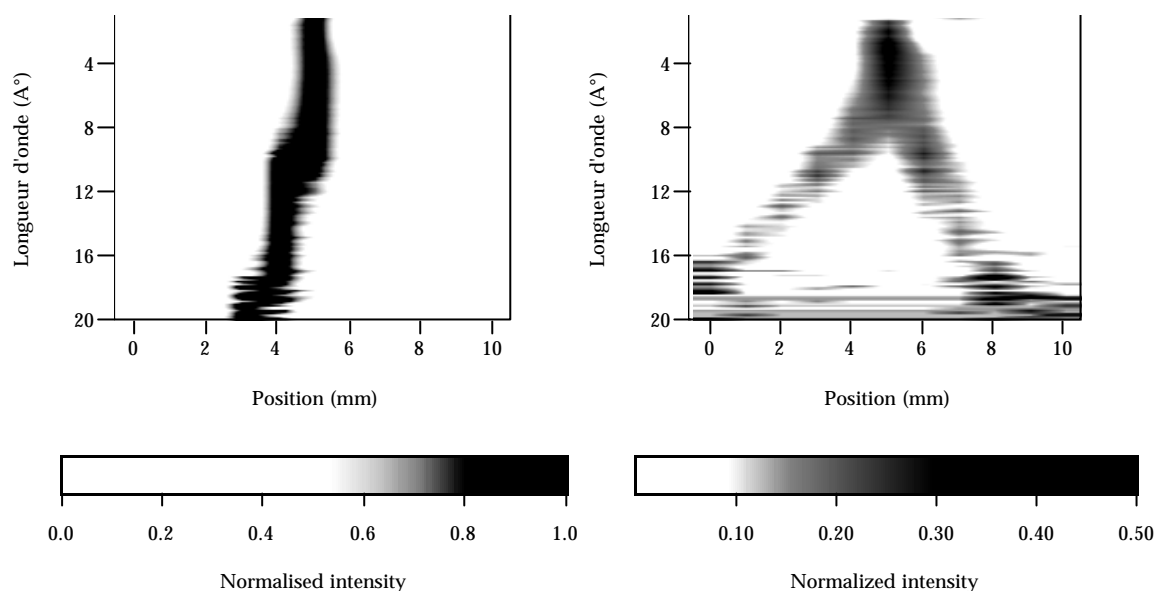 Longueur d'onde (A°)
4
8
12
16
20
0 2 4 6 8 10
Position (mm)
0.0 0.2 0.4 0.6 0.8 1.0
Normalised intensity
Longueur d'onde (A°)
4
8
12
16
20
0 2 4 6 8 10
Position (mm)
0.10 0.20 0.30 0.40 0.50
Normalized intensity